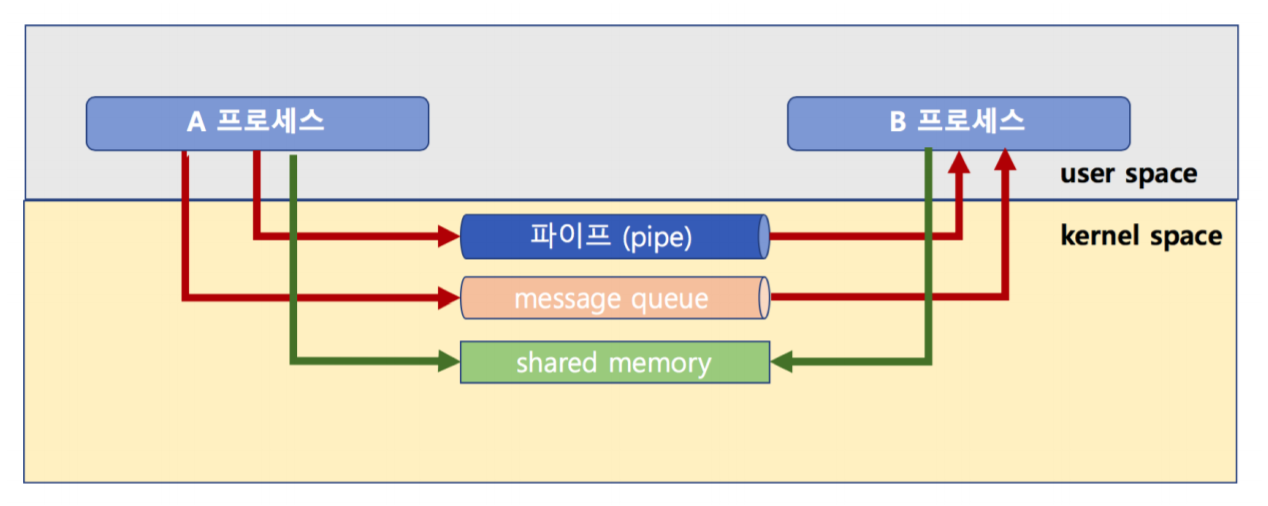 A 프로세스
B 프로세스
user space
파이프 (pipe)
kernel space
message queue
shared memory